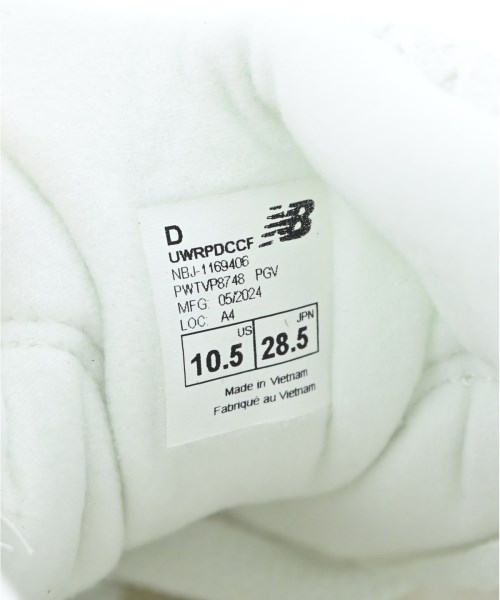 D
UWRPDCCF
NB
NBJ-1169406
PWTVP8748 PGV
MFG: 05/2024
LOC: A4
US JPN
10.5 28.5
Made in Vietnam
Fabriqué au Vietnam